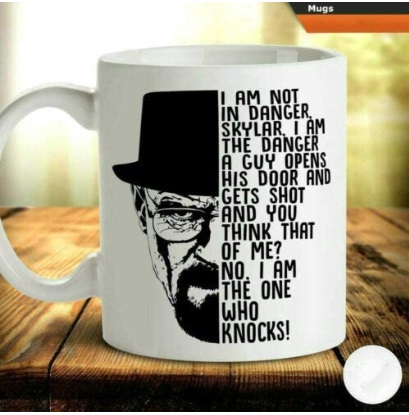 Mugs
I AM NOT
IN DANGER,
SKYLAR, I AM
THE DANGER
A GUY OPENS
HIS DOOR AND
GETS SHOT
AND YOU
THINK THAT
OF ME?
NO, I AM
THE ONE
WHO
KNOCKS!